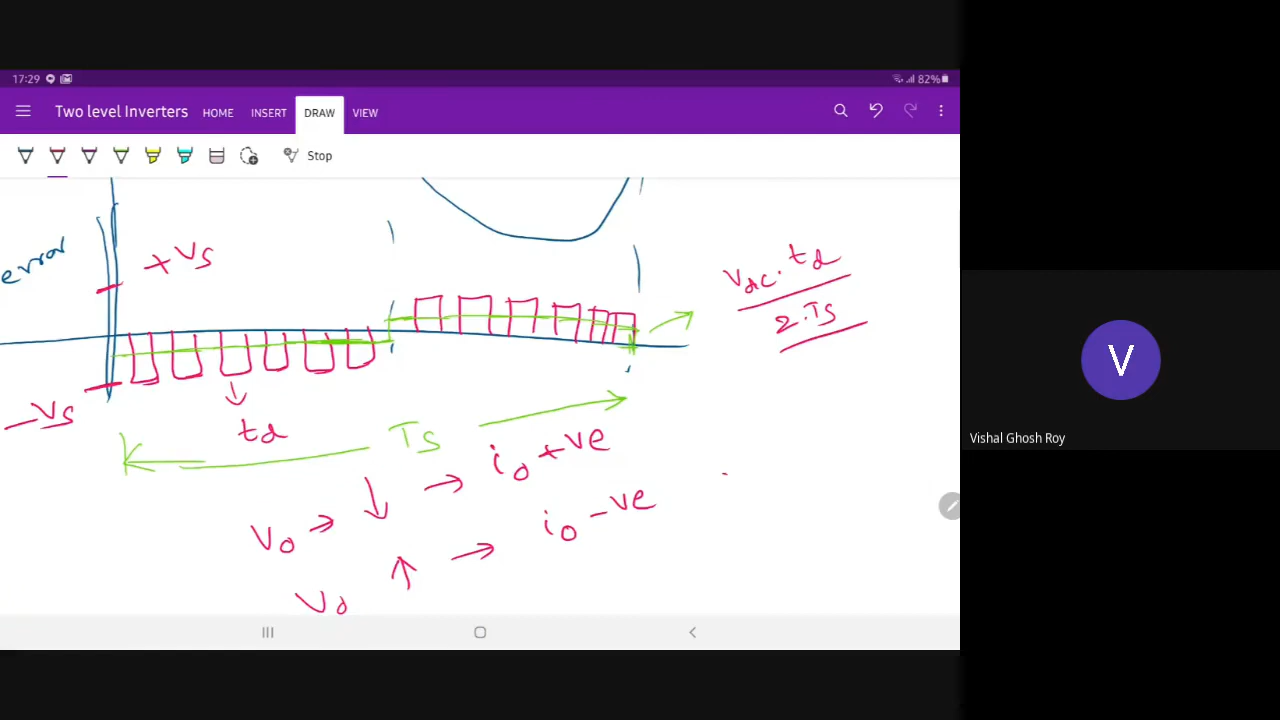 17:29
82%
Two level Inverters HOME INSERT DRAW VIEW
Stop
error
+Vs
-Vs
td
Vdc.td
2.Ts
Ts
Vo → ↓ → io +ve
Vo ↑ → io -ve
V
Vishal Ghosh Roy